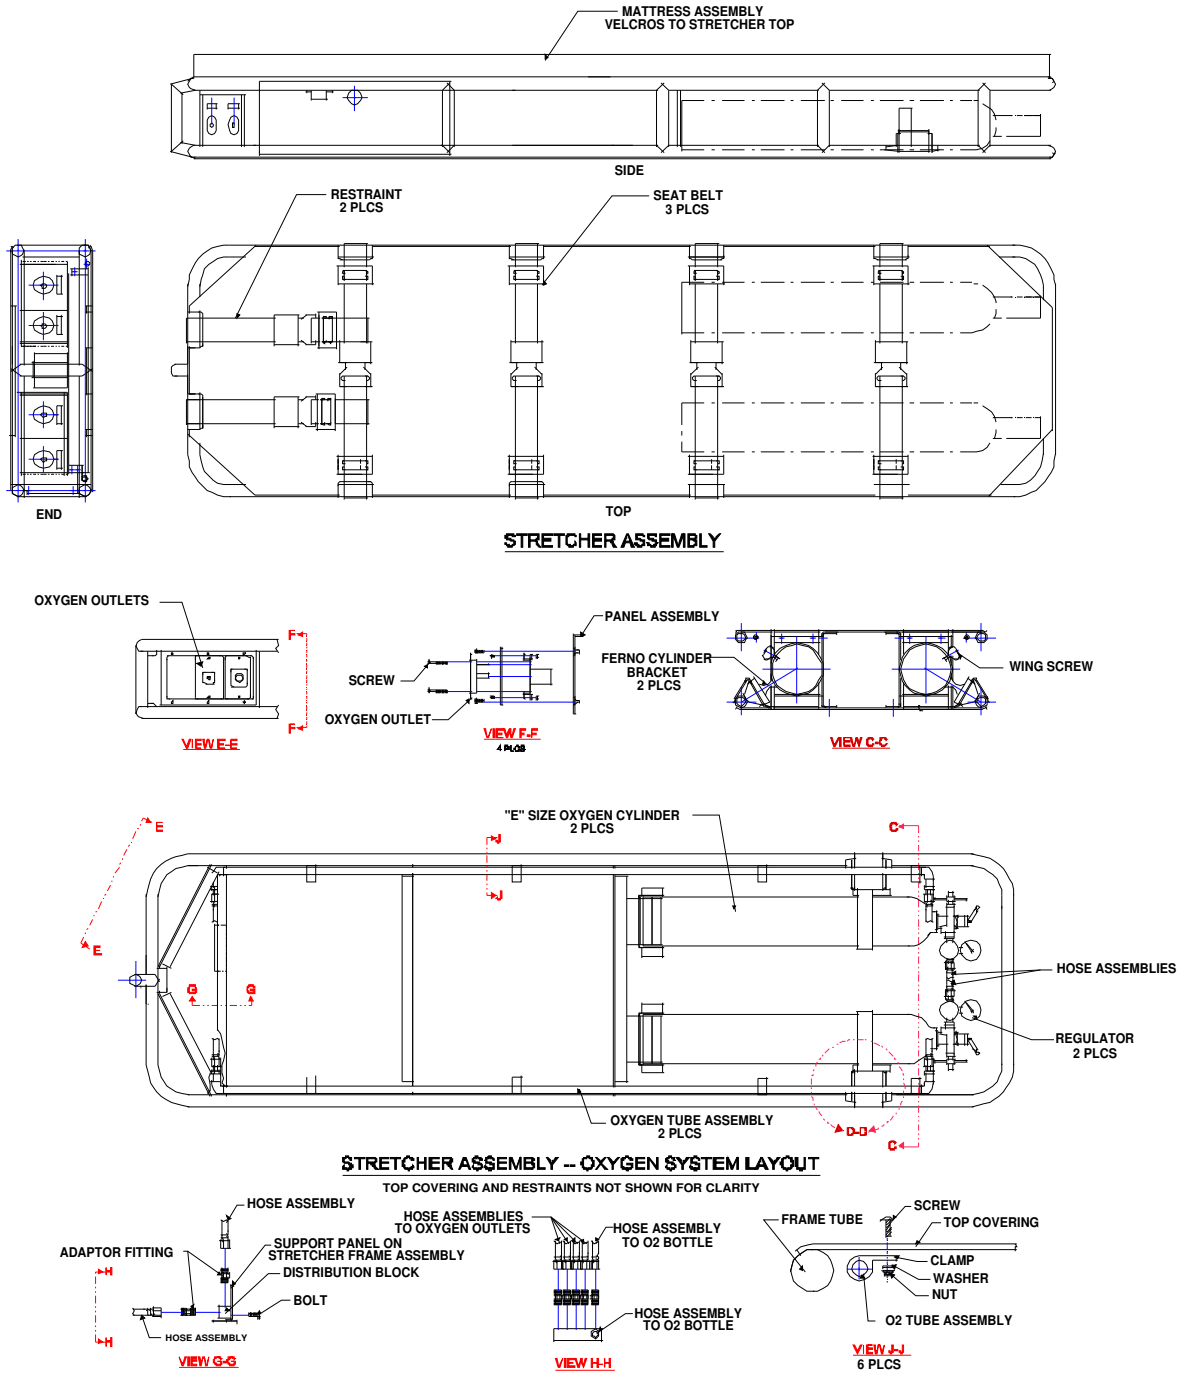 MATTRESS ASSEMBLY
VELCROS TO STRETCHER TOP
SIDE
RESTRAINT
2 PLCS
SEAT BELT
3 PLCS
END
TOP
STRETCHER ASSEMBLY
OXYGEN OUTLETS
F
F
VIEW E-E
SCREW
OXYGEN OUTLET
PANEL ASSEMBLY
VIEW F-F
4 PLCS
FERNO CYLINDER
BRACKET
2 PLCS
WING SCREW
VIEW C-C
"E" SIZE OXYGEN CYLINDER
2 PLCS
E
E
J
J
C
G
G
HOSE ASSEMBLIES
REGULATOR
2 PLCS
OXYGEN TUBE ASSEMBLY
2 PLCS
D-D
C
STRETCHER ASSEMBLY -- OXYGEN SYSTEM LAYOUT
TOP COVERING AND RESTRAINTS NOT SHOWN FOR CLARITY
HOSE ASSEMBLY
SUPPORT PANEL ON
STRETCHER FRAME ASSEMBLY
ADAPTOR FITTING
DISTRIBUTION BLOCK
H
BOLT
H
HOSE ASSEMBLY
VIEW G-G
HOSE ASSEMBLIES
TO OXYGEN OUTLETS
HOSE ASSEMBLY
TO O2 BOTTLE
HOSE ASSEMBLY
TO O2 BOTTLE
VIEW H-H
FRAME TUBE
SCREW
TOP COVERING
CLAMP
WASHER
NUT
O2 TUBE ASSEMBLY
VIEW J-J
6 PLCS